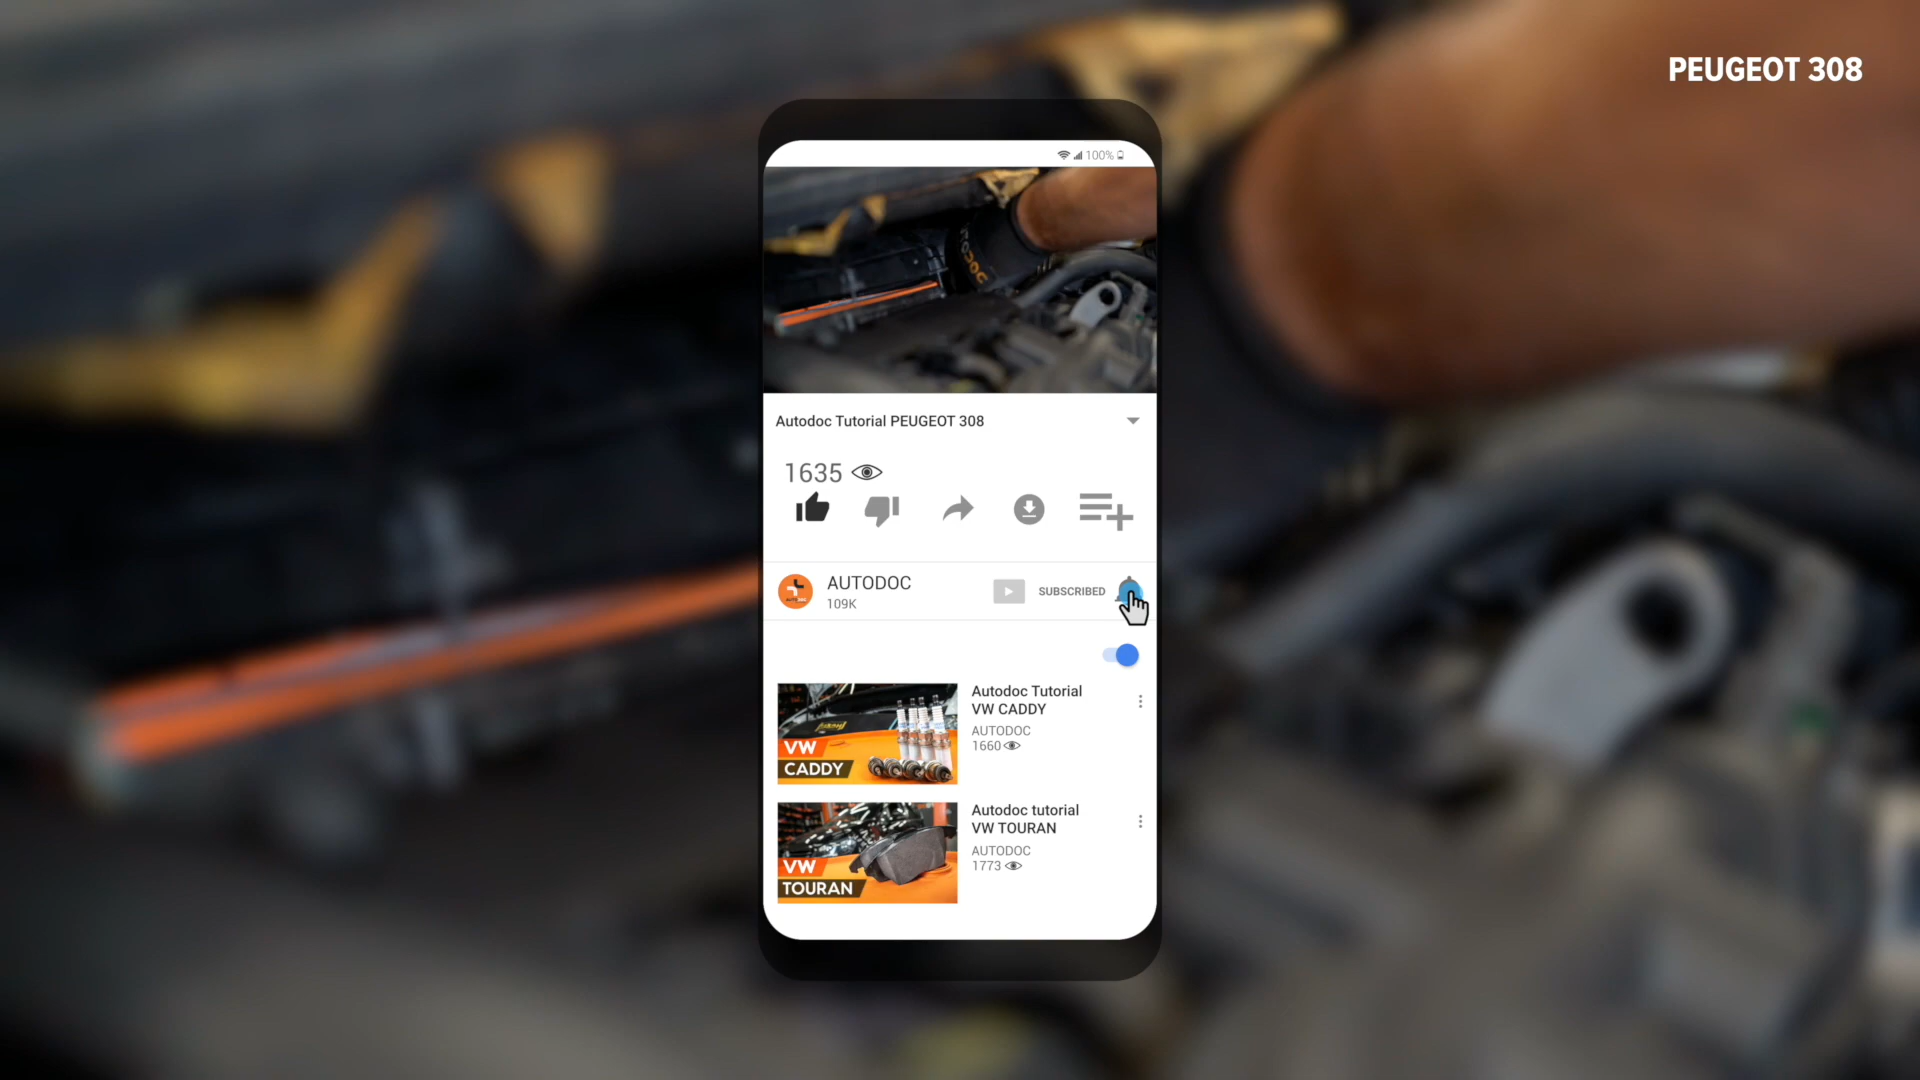 PEUGEOT 308
100%
AUTODOC
Autodoc Tutorial PEUGEOT 308
1635
AUTODOC
109K
SUBSCRIBED
Autodoc Tutorial
VW CADDY
AUTODOC
1660
VW
CADDY
Autodoc tutorial
VW TOURAN
AUTODOC
1773
VW
TOURAN